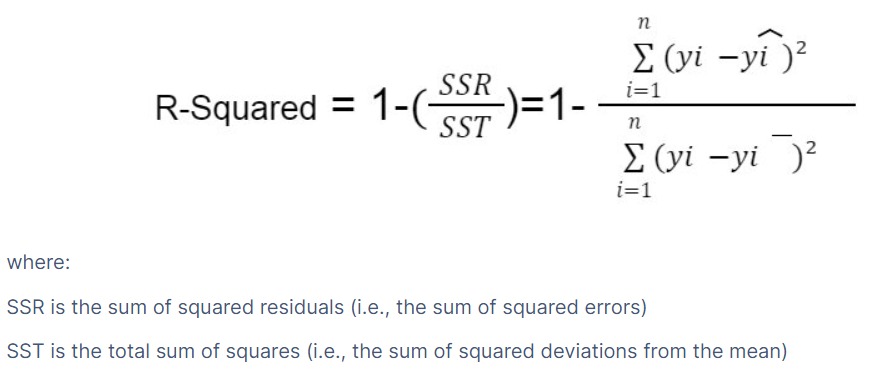 R-Squared = 1-(SSR/SST)=1- n∑i=1 (yi −yi ̂)² / n∑i=1 (yi −yi ‾)²
where:
SSR is the sum of squared residuals (i.e., the sum of squared errors)
SST is the total sum of squares (i.e., the sum of squared deviations from the mean)